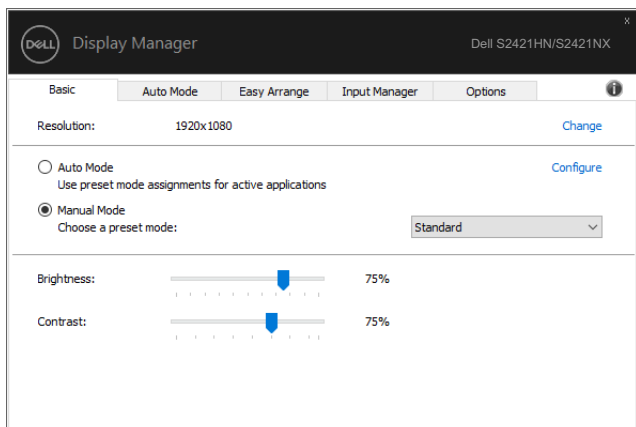 x
DELL Display Manager Dell S2421HN/S2421NX
Basic Auto Mode Easy Arrange Input Manager Options i
Resolution: 1920x1080 Change
Auto Mode Configure
Use preset mode assignments for active applications
Manual Mode
Choose a preset mode: Standard
Brightness: 75%
Contrast: 75%